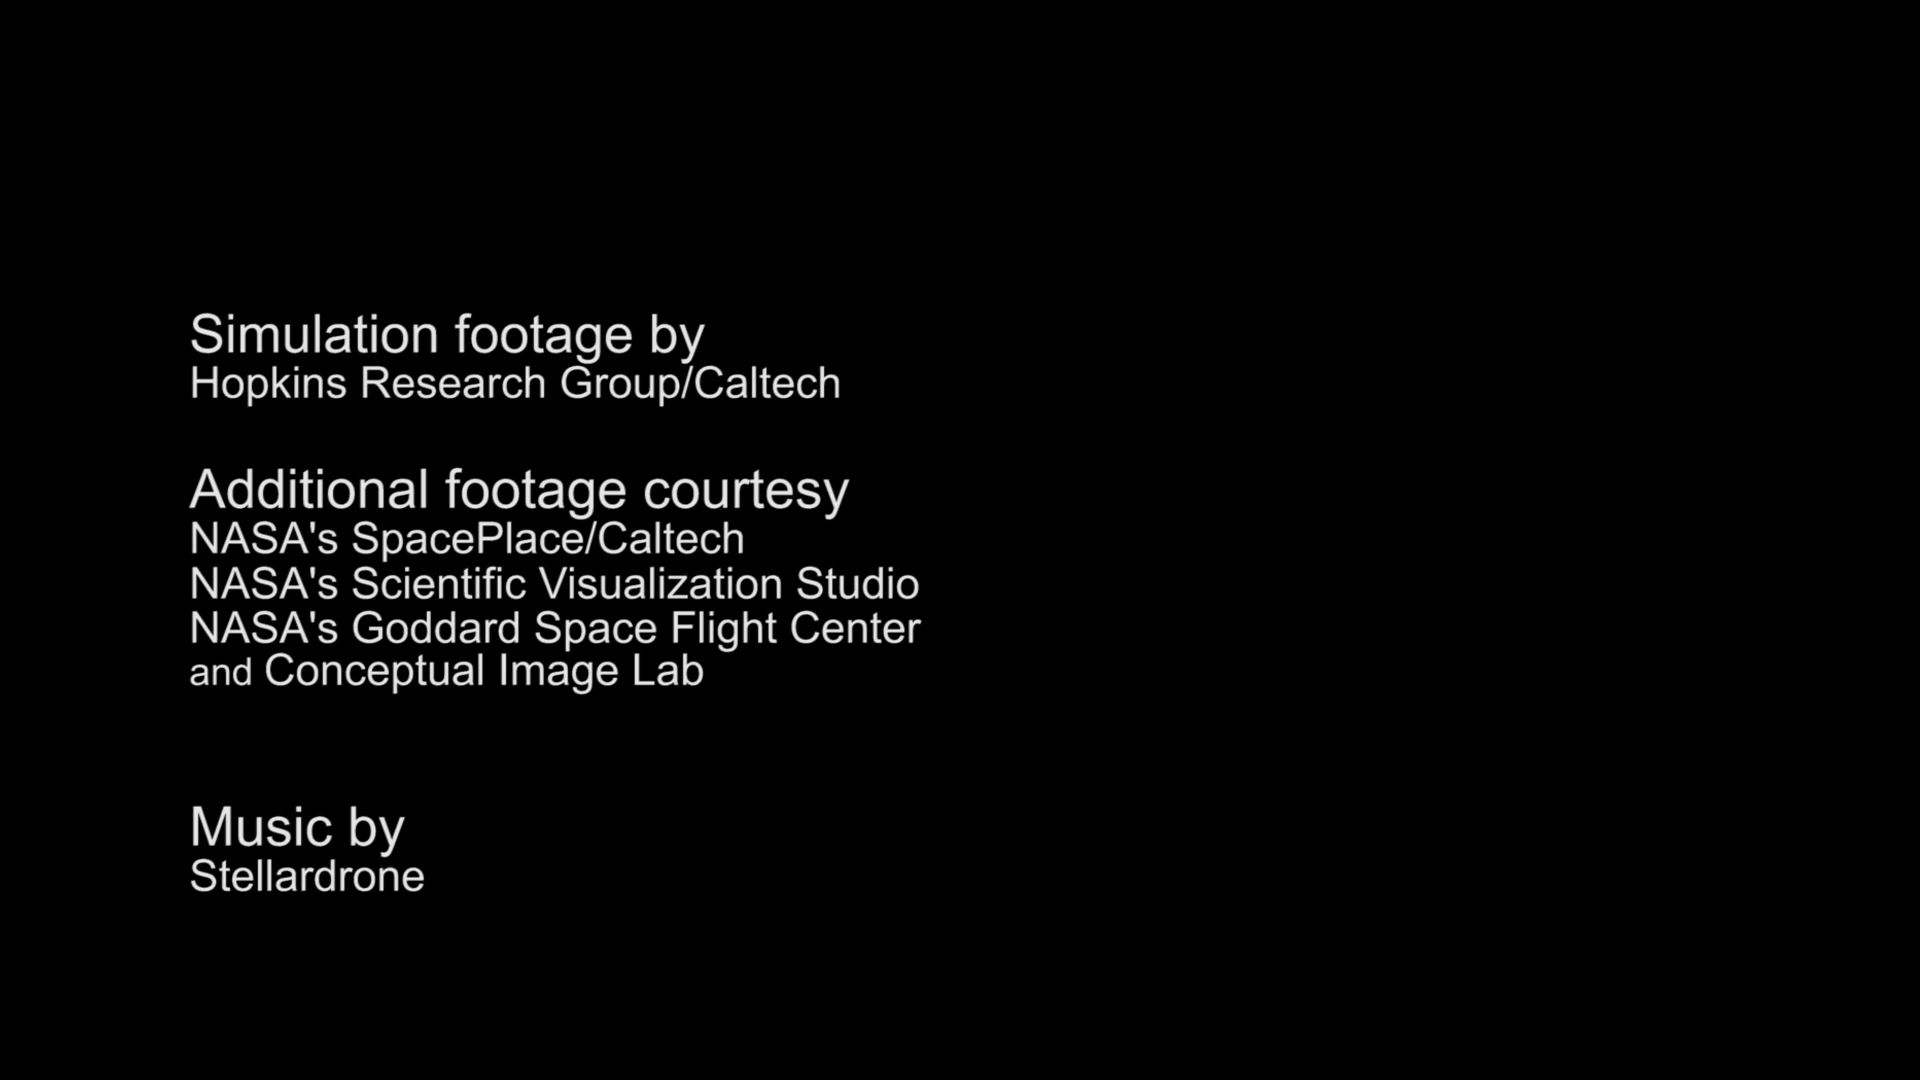 Simulation footage by
Hopkins Research Group/Caltech
Additional footage courtesy
NASA's SpacePlace/Caltech
NASA's Scientific Visualization Studio
NASA's Goddard Space Flight Center
and Conceptual Image Lab
Music by
Stellardrone